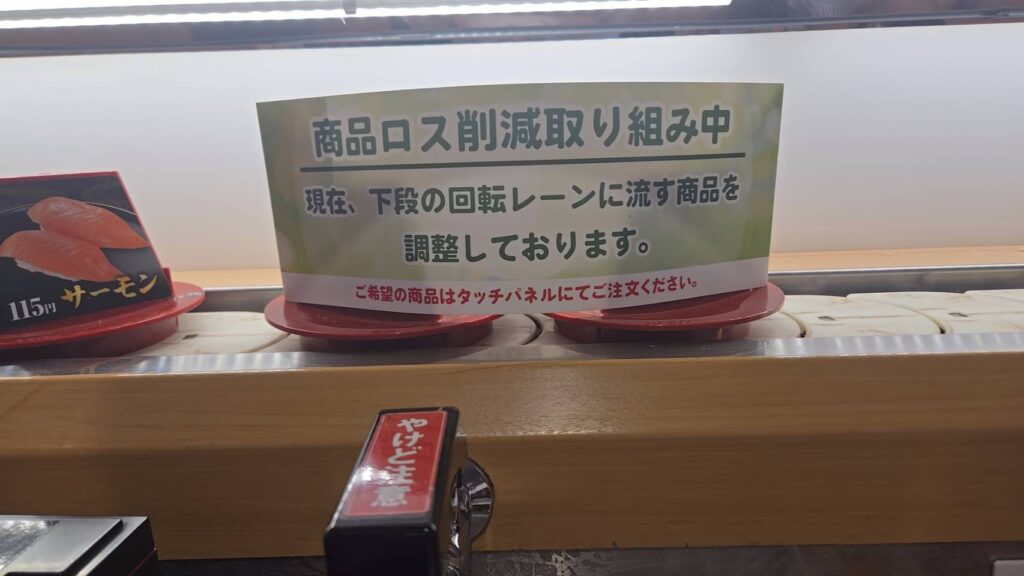 商品ロス削減取り組み中
現在、下段の回転レーンに流す商品を
調整しております。
ご希望の商品はタッチパネルにてご注文ください。
115円 サーモン
やけど注意